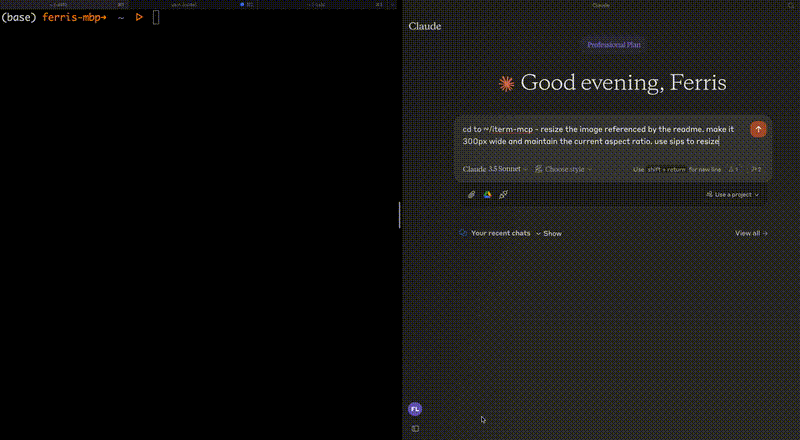 (base) ferris-mbp→ ~ ▷
Claude
Claude
Professional Plan
Good evening, Ferris
cd to ~/iterm-mcp - resize the image referenced by the readme. make it
300px wide and maintain the current aspect ratio. use sips to resize
Claude 3.5 Sonnet Choose style Use shift + return for new line
Use a project
Your recent chats Show View all →
FL